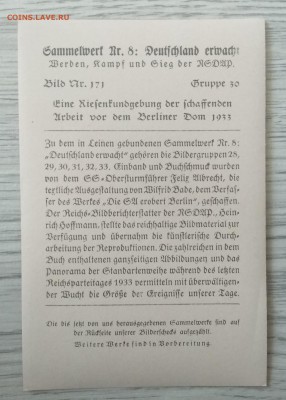 COINS.LAVE.RU
Sammelwerk Nr. 8: Deutschland erwacht
Werden, Kampf und Sieg der NSDAP.
Bild Nr. 171 Gruppe 30
Eine Riesenkundgebung der schaffenden
Arbeit vor dem Berliner Dom 1933
Zu dem in Leinen gebundenen Sammelwerk Nr. 8:
„Deutschland erwacht“ gehören die Bildergruppen 28,
29, 30, 31, 32, 33. Einband und Buchschmuck wurden
von dem SS-Obersturmführer Felix Albrecht, die
textliche Ausgestaltung von Wilfrid Bade, dem Verfas-
ser des Werkes „Die SA erobert Berlin“, geschaffen.
Der Reichs-Bildberichterstatter der NSDAP., Hein-
rich Hoffmann, stellte das reichhaltige Bildmaterial zur
Verfügung und übernahm die künstlerische Durch-
arbeitung der Reproduktionen. Die zahlreichen in dem
Buch enthaltenen ganzseitigen Abbildungen und das
Panorama der Standartenweihe während des letzten
Reichsparteitages 1933 vermitteln mit überwältigen-
der Wucht die Größe der Ereignisse unserer Tage.
Die bis jetzt von uns herausgegebenen Sammelwerke sind auf
der Rückseite unserer Bilderschecks aufgezählt.
Weitere Werke sind in Vorbereitung.